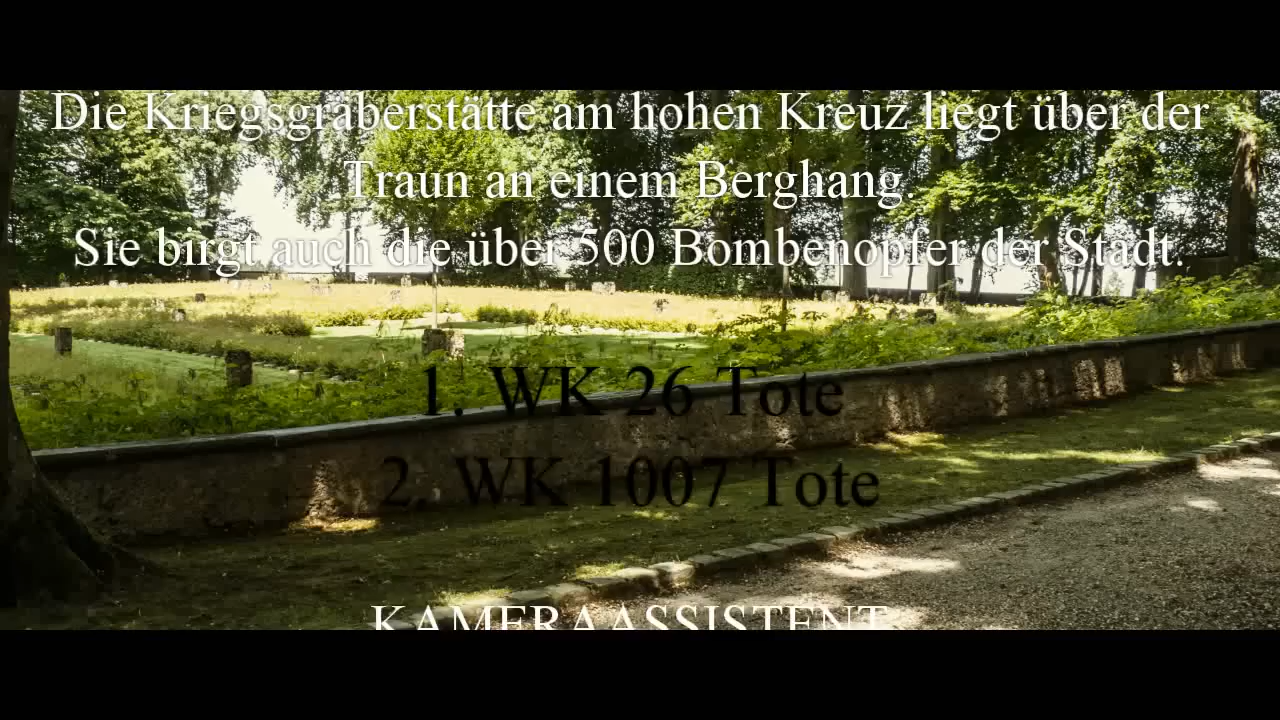 Die Kriegsgräberstätte am hohen Kreuz liegt über der
Traun an einem Berghang.
Sie birgt auch die über 500 Bombenopfer der Stadt.
1. WK 26 Tote
2. WK 1007 Tote
KAMERAASSISTENT